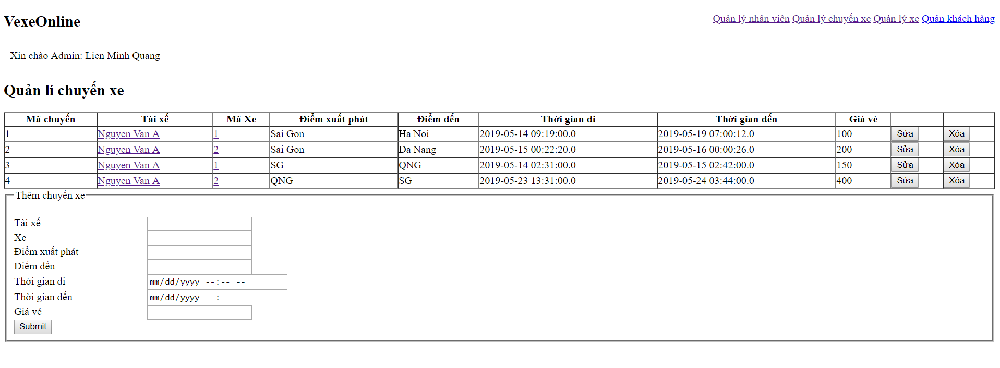 VexeOnline
Quản lý nhân viên Quản lý chuyến xe Quản lý xe Quản khách hàng
Xin chào Admin: Lien Minh Quang
Quản lí chuyến xe
Mã chuyến Tài xế Mã Xe Điểm xuất phát Điểm đến Thời gian đi Thời gian đến Giá vé
1 Nguyen Van A 1 Sai Gon Ha Noi 2019-05-14 09:19:00.0 2019-05-19 07:00:12.0 100 Sửa Xóa
2 Nguyen Van A 2 Sai Gon Da Nang 2019-05-15 00:22:20.0 2019-05-16 00:00:26.0 200 Sửa Xóa
3 Nguyen Van A 1 SG QNG 2019-05-14 02:31:00.0 2019-05-15 02:42:00.0 150 Sửa Xóa
4 Nguyen Van A 2 QNG SG 2019-05-23 13:31:00.0 2019-05-24 03:44:00.0 400 Sửa Xóa
Thêm chuyến xe
Tài xế
Xe
Điểm xuất phát
Điểm đến
Thời gian đi mm/dd/yyyy --:-- --
Thời gian đến mm/dd/yyyy --:-- --
Giá vé
Submit